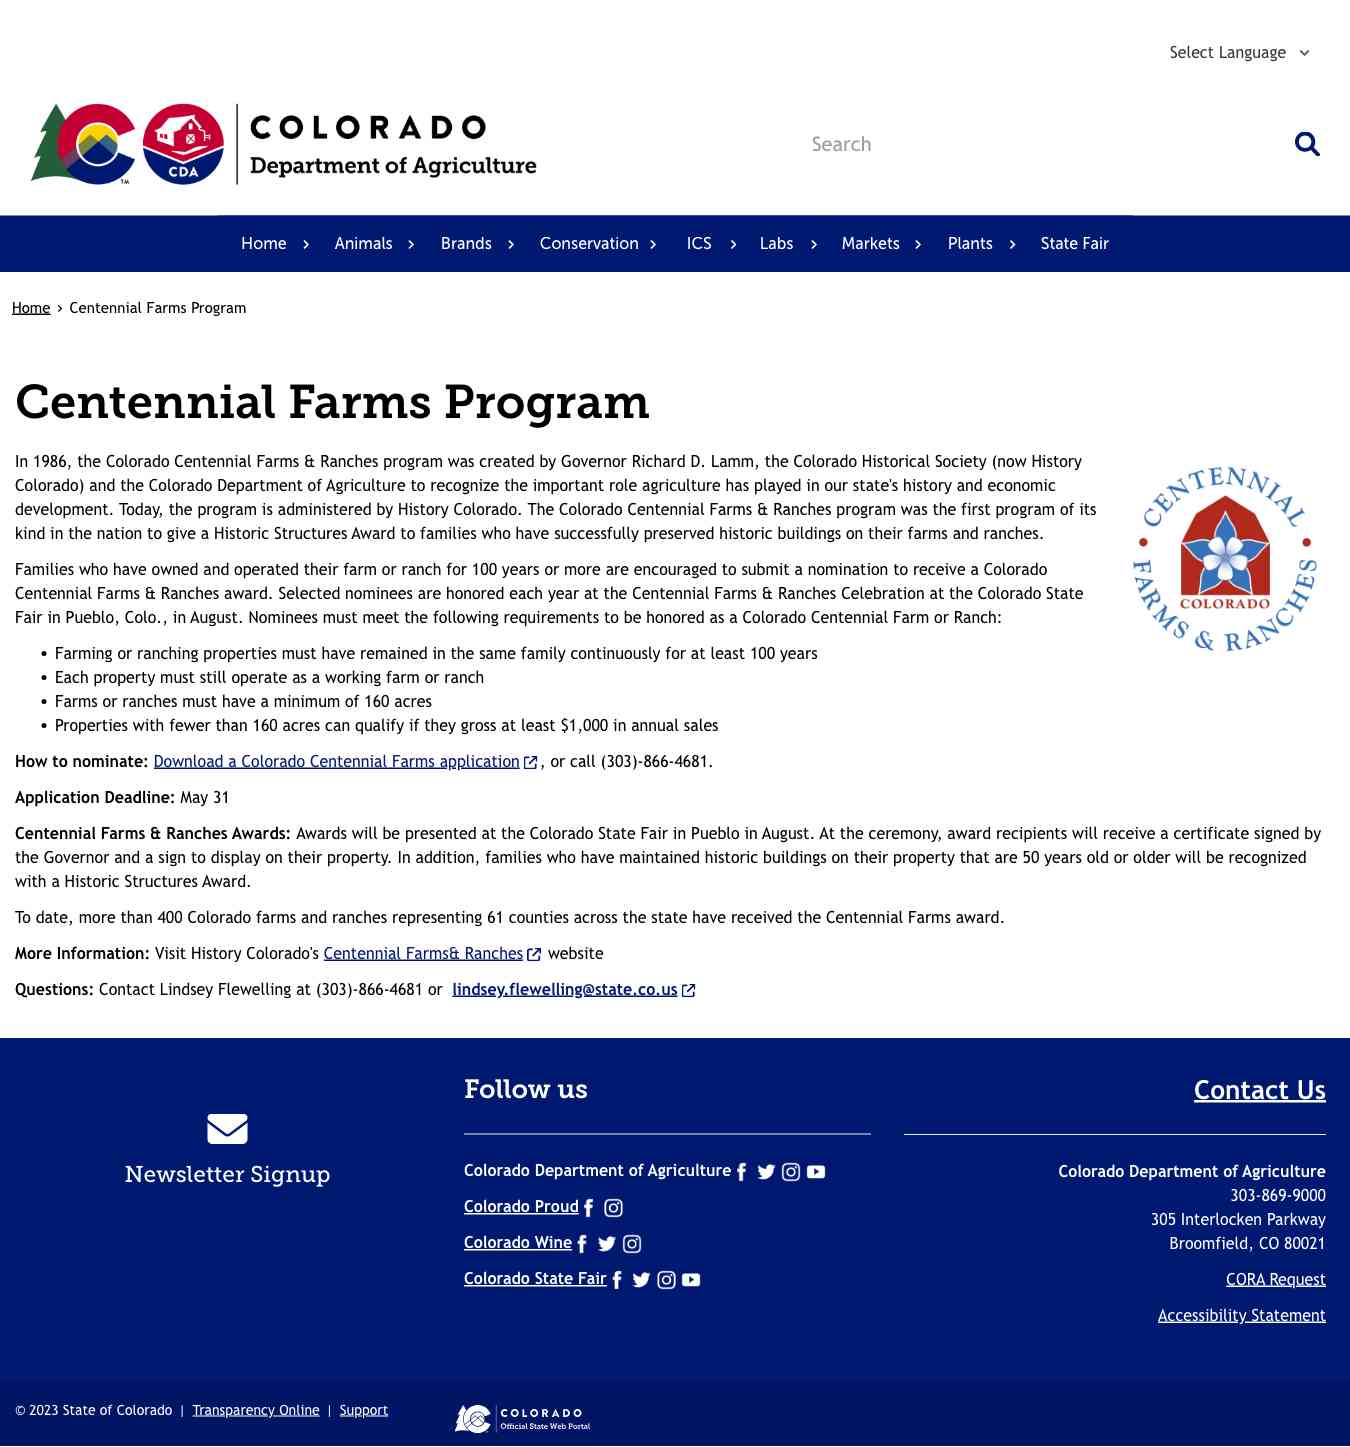 Select Language
COLORADO
Department of Agriculture
CDA
TM
Search
Home Animals Brands Conservation ICS Labs Markets Plants State Fair
Home › Centennial Farms Program
Centennial Farms Program
In 1986, the Colorado Centennial Farms & Ranches program was created by Governor Richard D. Lamm, the Colorado Historical Society (now History
Colorado) and the Colorado Department of Agriculture to recognize the important role agriculture has played in our state's history and economic
development. Today, the program is administered by History Colorado. The Colorado Centennial Farms & Ranches program was the first program of its
kind in the nation to give a Historic Structures Award to families who have successfully preserved historic buildings on their farms and ranches.
CENTENNIAL
FARMS & RANCHES
COLORADO
Families who have owned and operated their farm or ranch for 100 years or more are encouraged to submit a nomination to receive a Colorado
Centennial Farms & Ranches award. Selected nominees are honored each year at the Centennial Farms & Ranches Celebration at the Colorado State
Fair in Pueblo, Colo., in August. Nominees must meet the following requirements to be honored as a Colorado Centennial Farm or Ranch:
• Farming or ranching properties must have remained in the same family continuously for at least 100 years
• Each property must still operate as a working farm or ranch
• Farms or ranches must have a minimum of 160 acres
• Properties with fewer than 160 acres can qualify if they gross at least $1,000 in annual sales
How to nominate: Download a Colorado Centennial Farms application , or call (303)-866-4681.
Application Deadline: May 31
Centennial Farms & Ranches Awards: Awards will be presented at the Colorado State Fair in Pueblo in August. At the ceremony, award recipients will receive a certificate signed by
the Governor and a sign to display on their property. In addition, families who have maintained historic buildings on their property that are 50 years old or older will be recognized
with a Historic Structures Award.
To date, more than 400 Colorado farms and ranches representing 61 counties across the state have received the Centennial Farms award.
More Information: Visit History Colorado's Centennial Farms& Ranches website
Questions: Contact Lindsey Flewelling at (303)-866-4681 or lindsey.flewelling@state.co.us
Newsletter Signup
Follow us
Colorado Department of Agriculture
Colorado Proud
Colorado Wine
Colorado State Fair
Contact Us
Colorado Department of Agriculture
303-869-9000
305 Interlocken Parkway
Broomfield, CO 80021
CORA Request
Accessibility Statement
© 2023 State of Colorado | Transparency Online | Support
COLORADO
Official State Web Portal